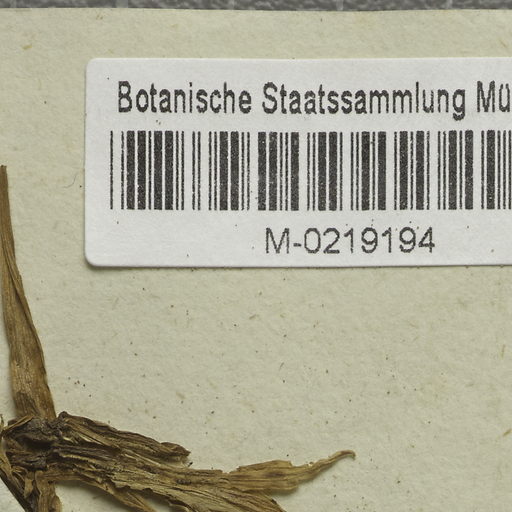 Botanische Staatssammlung Mü
M-0219194